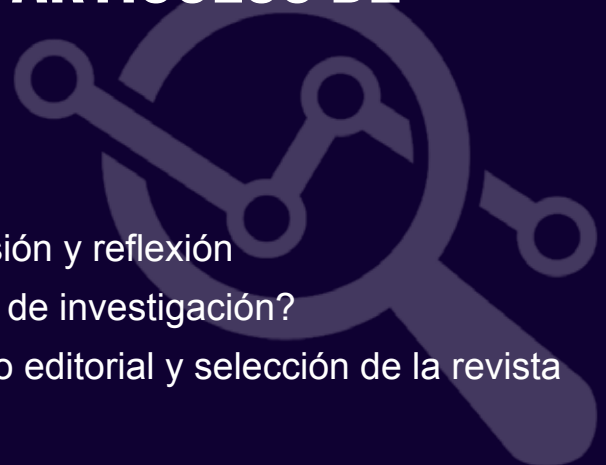 ARTÍCULOS DE
sión y reflexión
de investigación?
o editorial y selección de la revista